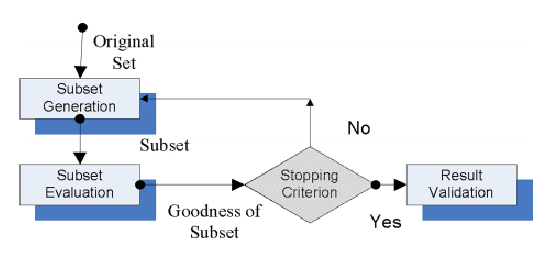 Original
Set
Subset
Generation
Subset
Subset
Evaluation
Goodness of
Subset
Stopping
Criterion
No
Yes
Result
Validation